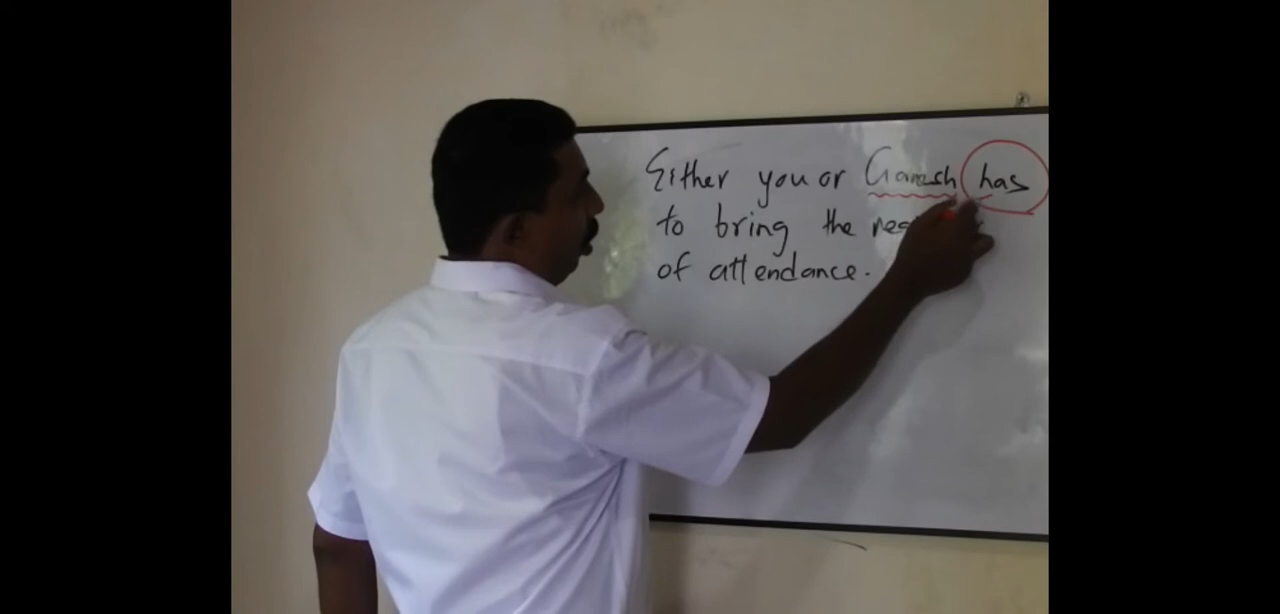 Either you or Ganesh has
to bring the
of attendance.